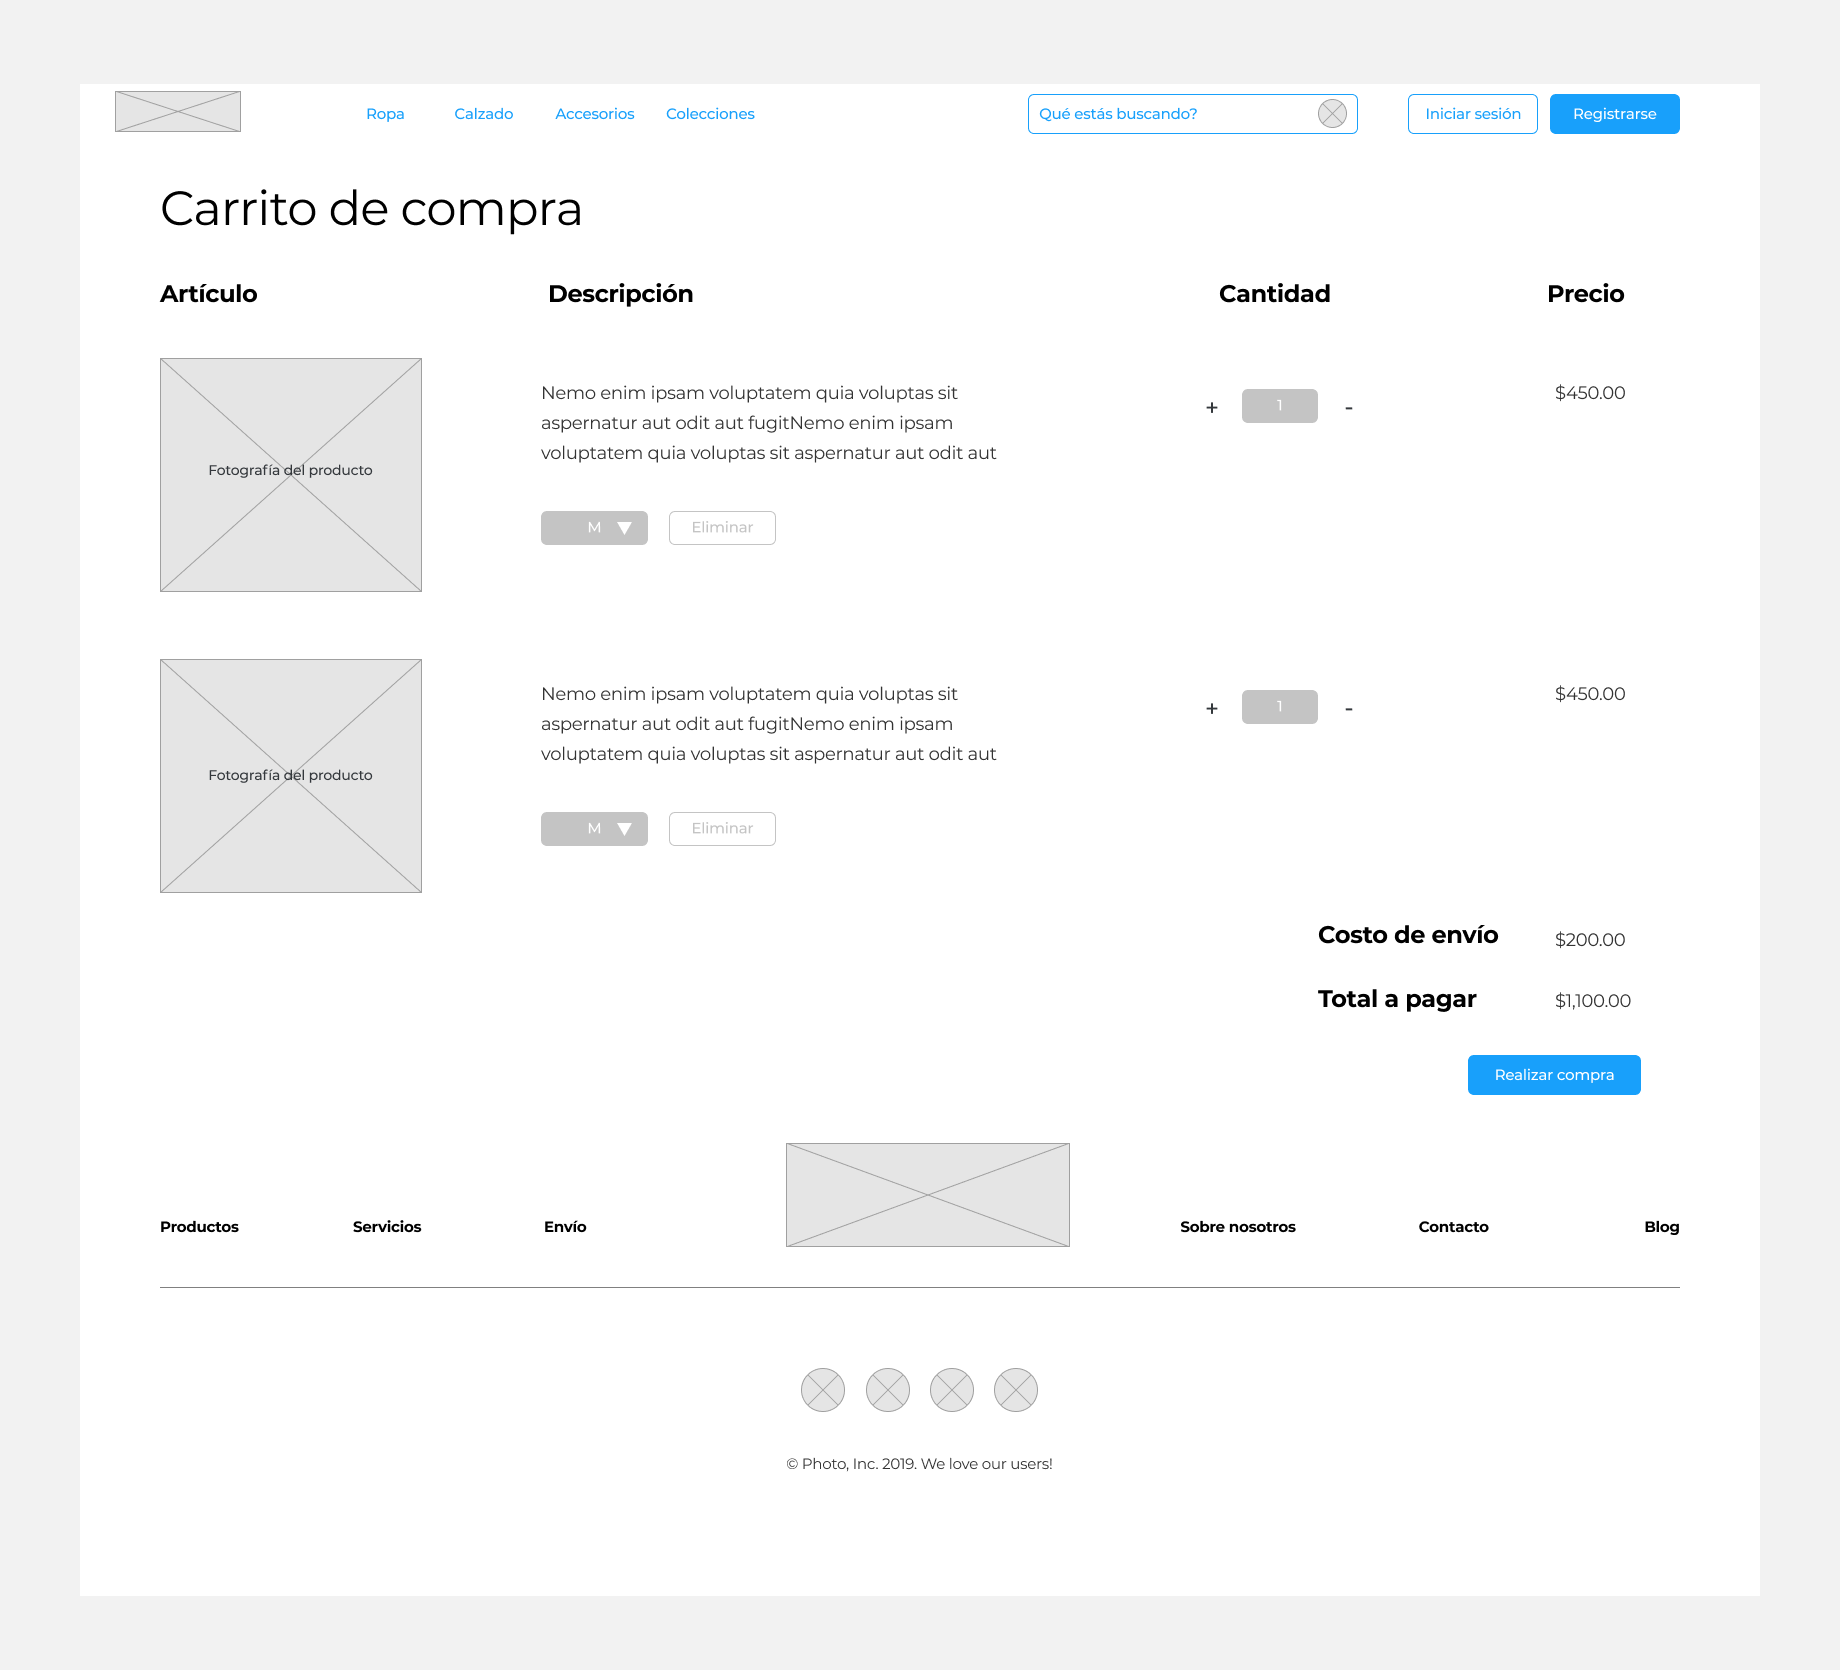 Ropa Calzado Accesorios Colecciones Qué estás buscando? Iniciar sesión Registrarse
Carrito de compra
Artículo Descripción Cantidad Precio
Nemo enim ipsam voluptatem quia voluptas sit
aspernatur aut odit aut fugitNemo enim ipsam
voluptatem quia voluptas sit aspernatur aut odit aut
+ 1 -
$450.00
Fotografía del producto
M Eliminar
Nemo enim ipsam voluptatem quia voluptas sit
aspernatur aut odit aut fugitNemo enim ipsam
voluptatem quia voluptas sit aspernatur aut odit aut
+ 1 -
$450.00
Fotografía del producto
M Eliminar
Costo de envío $200.00
Total a pagar $1,100.00
Realizar compra
Productos Servicios Envío Sobre nosotros Contacto Blog
© Photo, Inc. 2019. We love our users!